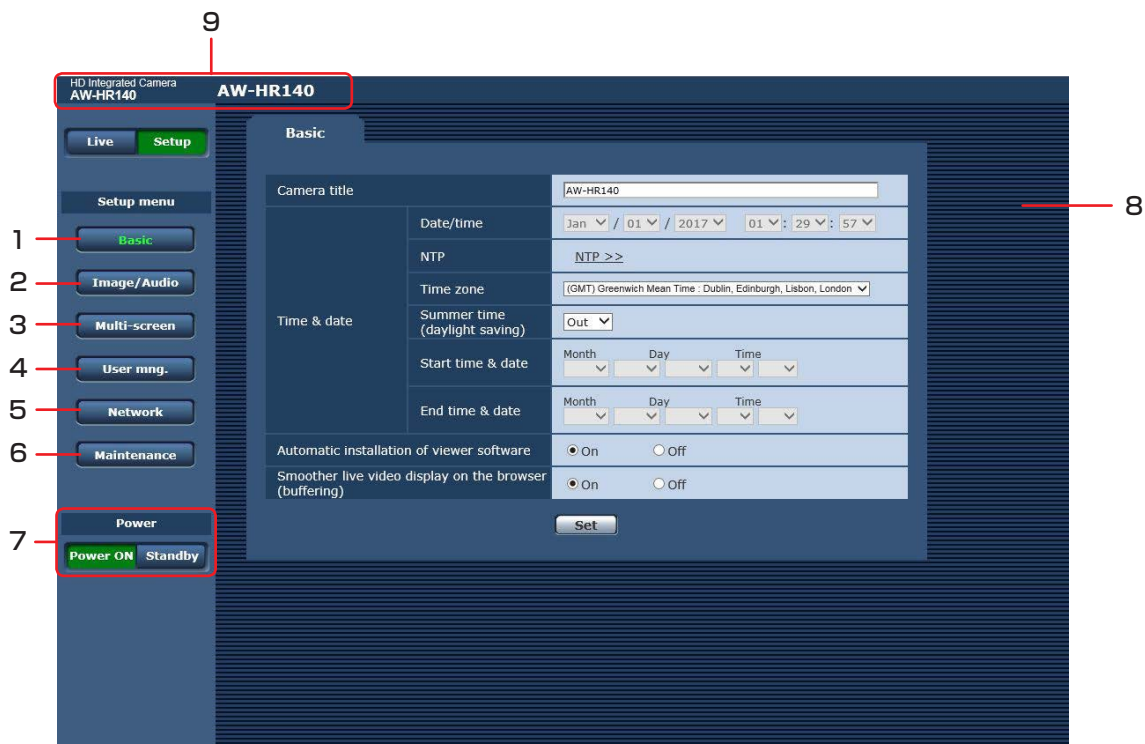 9
HD Integrated Camera
AW-HR140
AW-HR140
Live Setup
Basic
Setup menu
1 Basic
2 Image/Audio
3 Multi-screen
4 User mng.
5 Network
6 Maintenance
7 Power
Power ON Standby
Camera title AW-HR140
Time & date
Date/time Jan / 01 / 2017 01 : 29 : 57
NTP NTP >>
Time zone (GMT) Greenwich Mean Time : Dublin, Edinburgh, Lisbon, London
Summer time
(daylight saving) Out
Start time & date Month Day Time
End time & date Month Day Time
Automatic installation of viewer software On Off
Smoother live video display on the browser
(buffering) On Off
Set
8